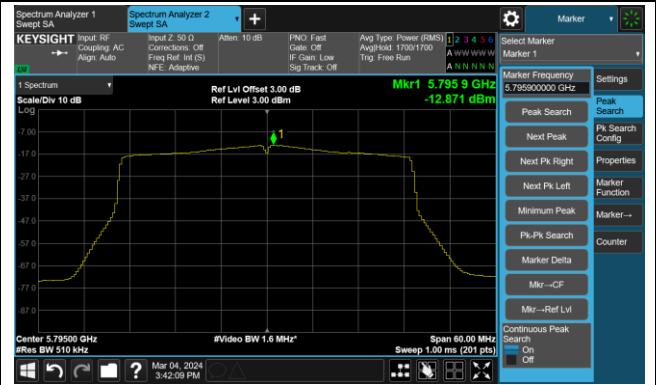 Spectrum Analyzer 1
Swept SA
Spectrum Analyzer 2
Swept SA
Marker
KEYSIGHT
Input: RF
Coupling: AC
Align: Auto
Input Z: 50 Ω
Corrections: Off
Freq Ref: Int (S)
NFE: Adaptive
Atten: 10 dB
PNO: Fast
Gate: Off
IF Gain: Low
Sig Track: Off
Avg Type: Power (RMS)
Avg|Hold: 1700/1700
Trig: Free Run
1 2 3 4 5 6
A W W W W W
A N N N N N
LXI
1 Spectrum
Scale/Div 10 dB
Log
Ref Lvl Offset 3.00 dB
Ref Level 3.00 dBm
Mkr1 5.795 9 GHz
-12.871 dBm
1
-7.00
-17.0
-27.0
-37.0
-47.0
-57.0
-67.0
-77.0
-87.0
Center 5.79500 GHz
#Res BW 510 kHz
#Video BW 1.6 MHz*
Span 60.00 MHz
Sweep 1.00 ms (201 pts)
Select Marker
Marker 1
Marker Frequency
5.795900000 GHz
Peak Search
Next Peak
Next Pk Right
Next Pk Left
Minimum Peak
Pk-Pk Search
Marker Delta
Mkr→CF
Mkr→Ref Lvl
Continuous Peak
Search
On
Off
Settings
Peak
Search
Pk Search
Config
Properties
Marker
Function
Marker→
Counter
?
Mar 04, 2024
3:42:09 PM